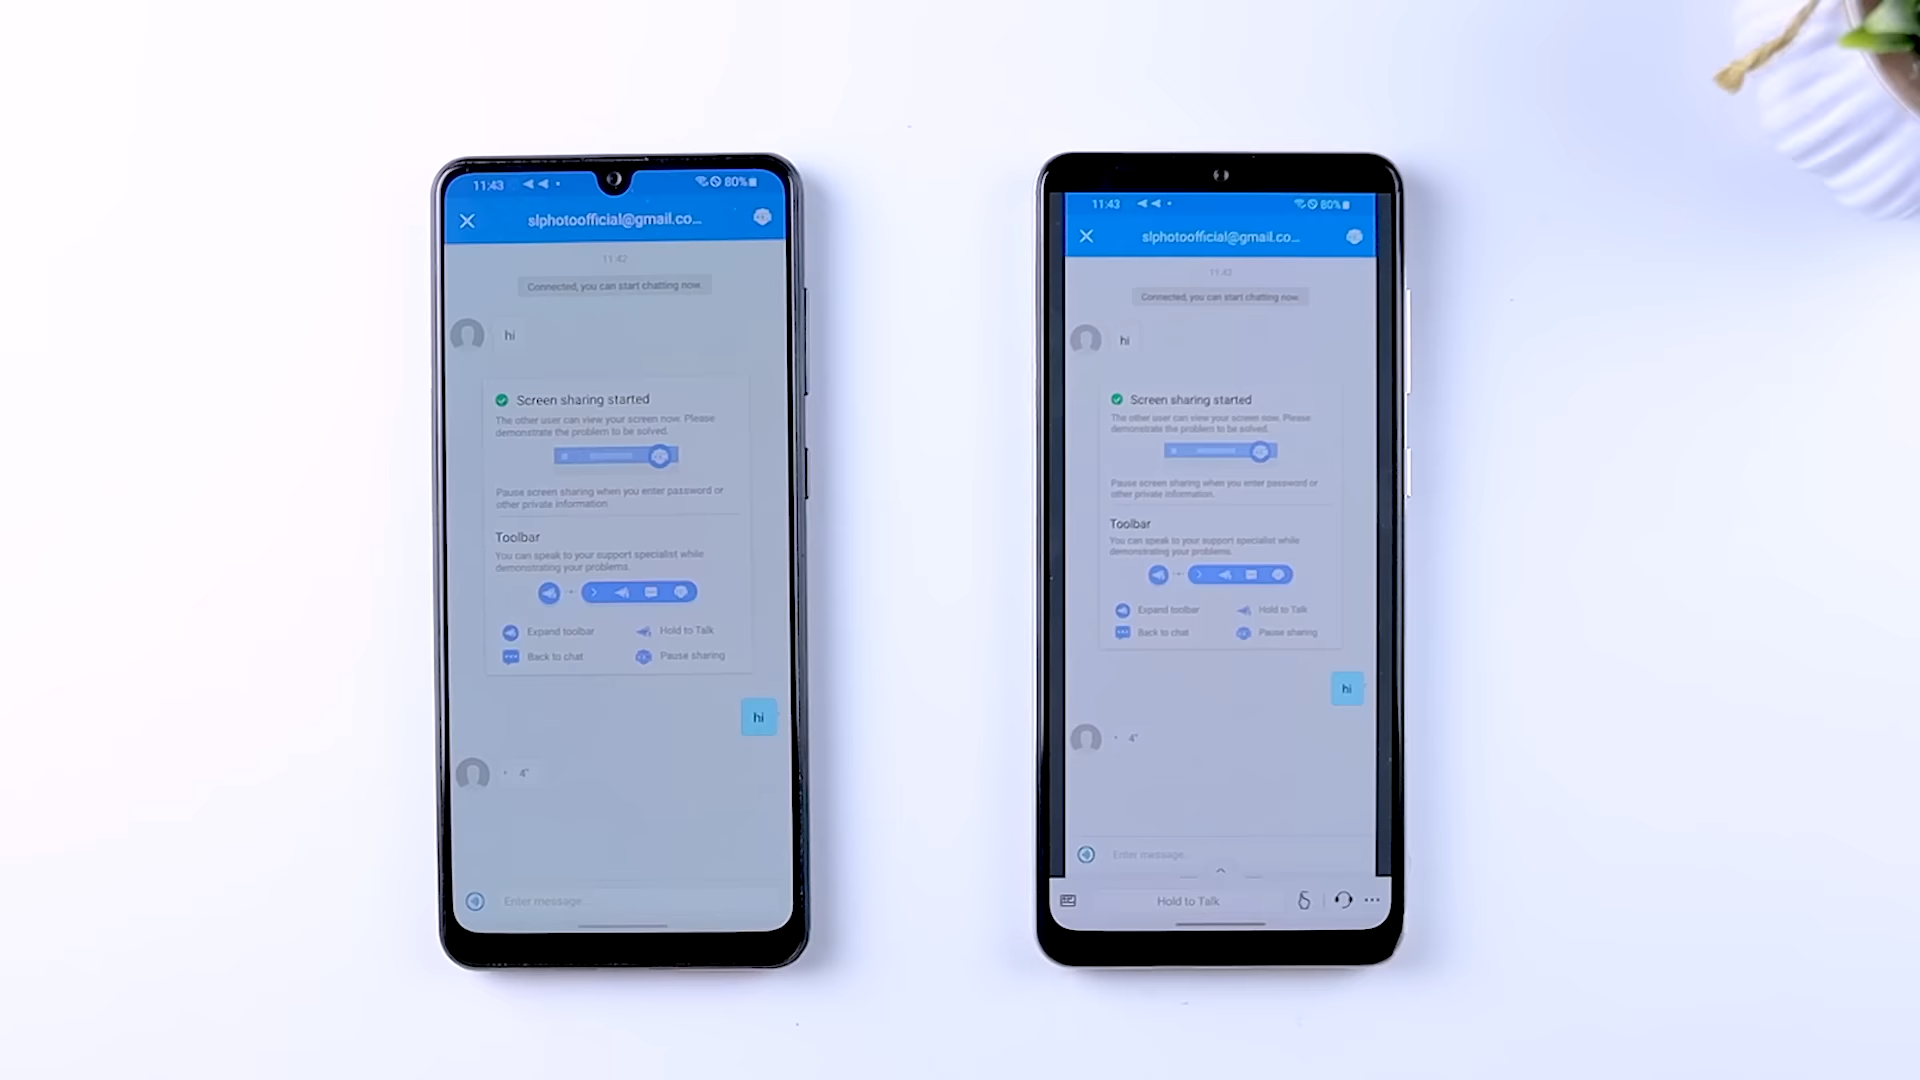 11:43
80%
slphotoofficial@gmail.co...
11:42
Connected, you can start chatting now.
hi
Screen sharing started
The other user can view your screen now. Please
demonstrate the problem to be solved.
Pause screen sharing when you enter password or
other private information.
Toolbar
You can speak to your support specialist while
demonstrating your problems.
Expand toolbar
Hold to Talk
Back to chat
Pause sharing
hi
4"
Enter message...
11:43
80%
slphotoofficial@gmail.co...
11:42
Connected, you can start chatting now.
hi
Screen sharing started
The other user can view your screen now. Please
demonstrate the problem to be solved.
Pause screen sharing when you enter password or
other private information.
Toolbar
You can speak to your support specialist while
demonstrating your problems.
Expand toolbar
Hold to Talk
Back to chat
Pause sharing
hi
4"
Enter message...
Hold to Talk